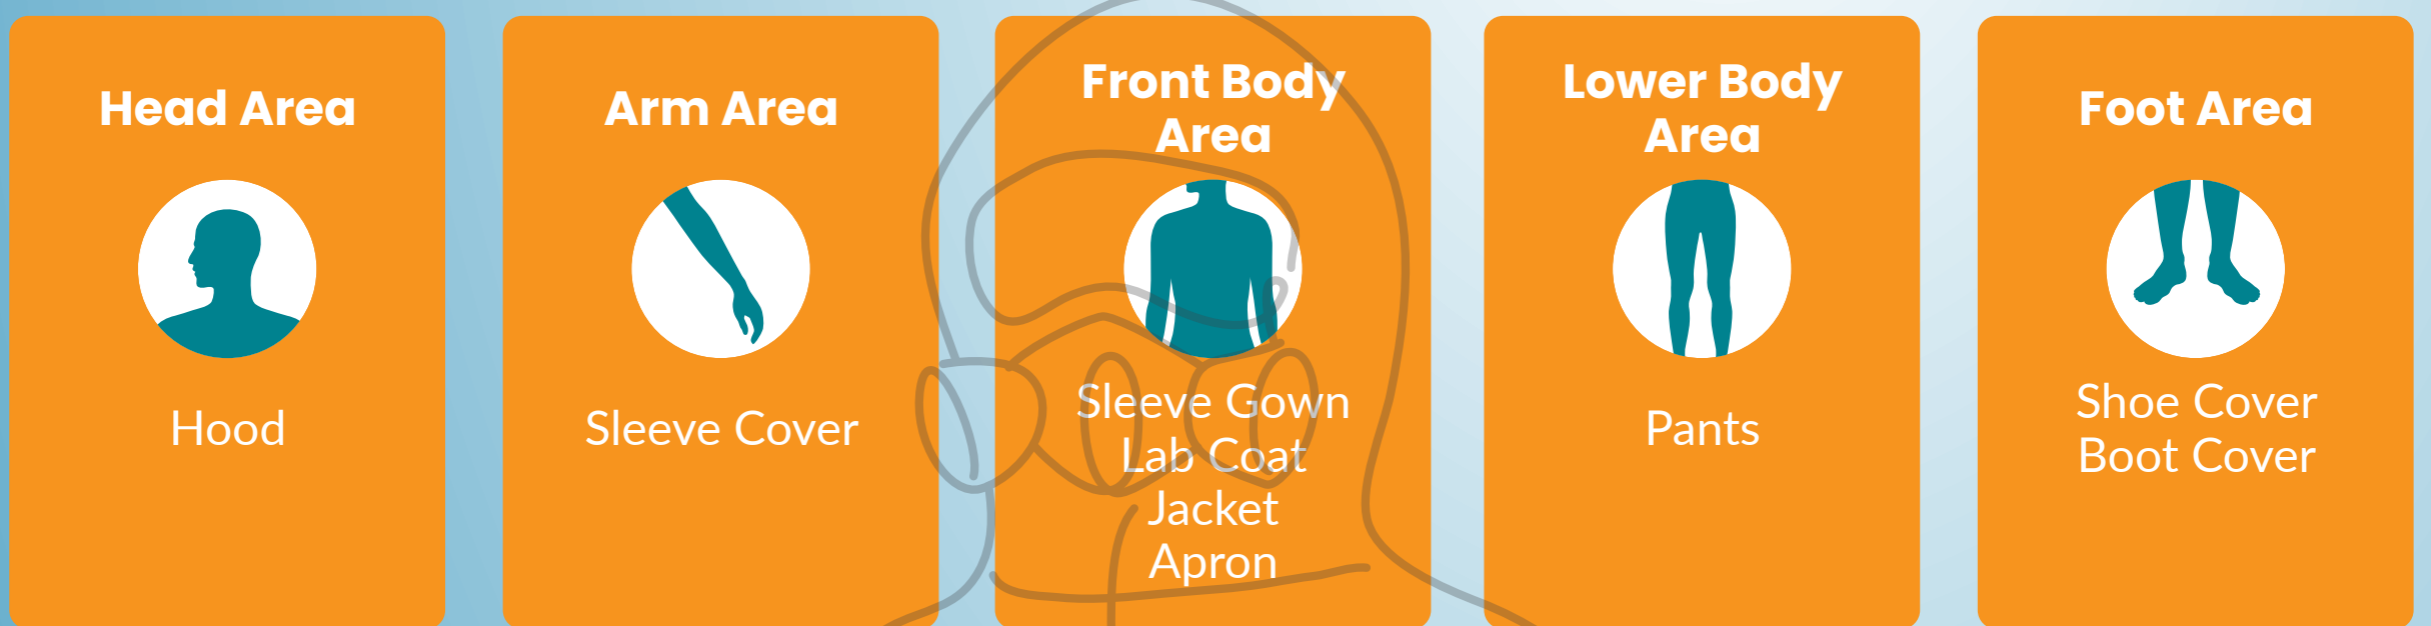 Head Area
Hood
Arm Area
Sleeve Cover
Front Body
Area
Sleeve Gown
Lab Coat
Jacket
Apron
Lower Body
Area
Pants
Foot Area
Shoe Cover
Boot Cover